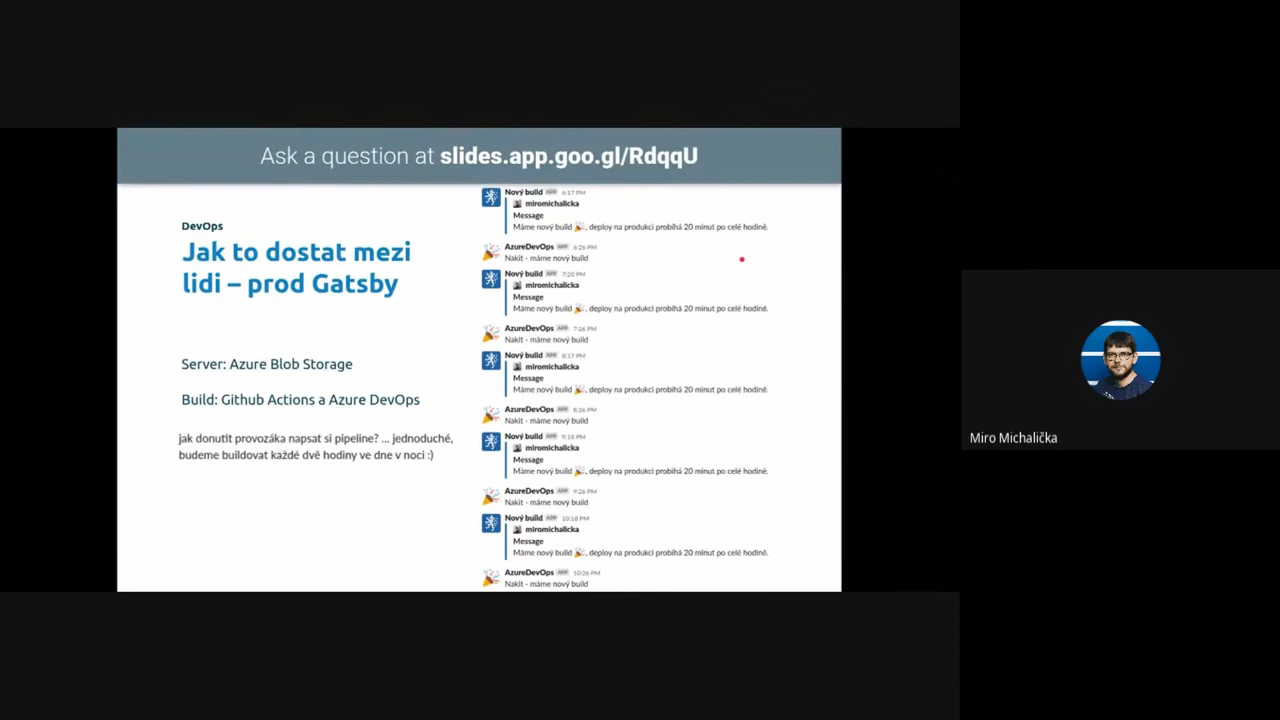 Ask a question at slides.app.goo.gl/RdqqU
DevOps
Jak to dostat mezi
lidi – prod Gatsby
Server: Azure Blob Storage
Build: Github Actions a Azure DevOps
jak donutit provozáka napsat si pipeline? ... jednoduché,
budeme buildovat každé dvě hodiny ve dne v noci :)
Nový build APP 6:17 PM
miromichalicka
Message
Máme nový build 🎉, deploy na produkci probíhá 20 minut po celé hodině.
AzureDevOps APP 6:26 PM
Nakit - máme nový build
Nový build APP 7:20 PM
miromichalicka
Message
Máme nový build 🎉, deploy na produkci probíhá 20 minut po celé hodině.
AzureDevOps APP 7:26 PM
Nakit - máme nový build
Nový build APP 8:17 PM
miromichalicka
Message
Máme nový build 🎉, deploy na produkci probíhá 20 minut po celé hodině.
AzureDevOps APP 8:26 PM
Nakit - máme nový build
Nový build APP 9:18 PM
miromichalicka
Message
Máme nový build 🎉, deploy na produkci probíhá 20 minut po celé hodině.
AzureDevOps APP 9:26 PM
Nakit - máme nový build
Nový build APP 10:18 PM
miromichalicka
Message
Máme nový build 🎉, deploy na produkci probíhá 20 minut po celé hodině.
AzureDevOps APP 10:26 PM
Nakit - máme nový build
Miro Michalička